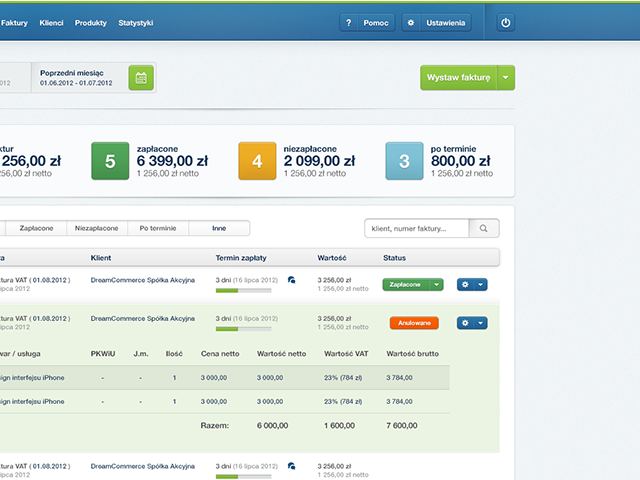 Faktury Klienci Produkty Statystyki ? Pomoc Ustawienia
Poprzedni miesiąc
2012 01.06.2012 - 01.07.2012
Wystaw fakturę
zapłacone niezapłacone po terminie
256,00 zł 5 6 399,00 zł 4 2 099,00 zł 3 800,00 zł
256,00 zł netto 1 256,00 zł netto 1 256,00 zł netto 1 256,00 zł netto
Zapłacone Niezapłacone Po terminie Inne klient, numer faktury...
Klient Termin zapłaty Wartość Status
tura VAT ( 01.08.2012 ) DreamCommerce Spółka Akcyjna 3 dni (16 lipca 2012) 3 256,00 zł Zapłacone
lipca 2012 1 256,00 zł netto
tura VAT ( 01.08.2012 ) DreamCommerce Spółka Akcyjna 3 dni (16 lipca 2012) 3 256,00 zł Anulowane
lipca 2012 1 256,00 zł netto
war / usługa PKWiU J.m. Ilość Cena netto Wartość netto Wartość VAT Wartość brutto
sign interfejsu iPhone - - 1 3 000,00 3 000,00 23% (784 zł) 3 784,00
sign interfejsu iPhone - - 1 3 000,00 3 000,00 23% (784 zł) 3 784,00
Razem: 6 000,00 1 600,00 7 600,00
tura VAT ( 01.08.2012 ) DreamCommerce Spółka Akcyjna 3 dni (16 lipca 2012) 3 256,00 zł
lipca 2012 1 256,00 zł netto